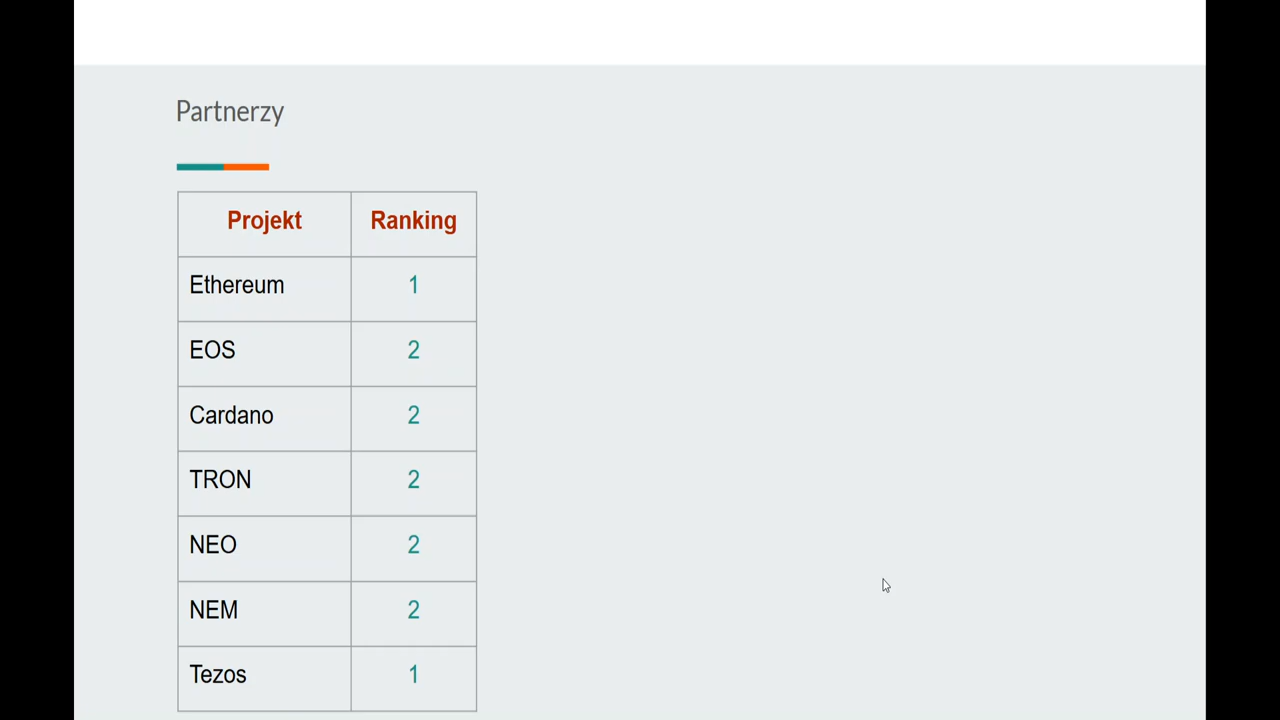 Partnerzy
Projekt Ranking
Ethereum 1
EOS 2
Cardano 2
TRON 2
NEO 2
NEM 2
Tezos 1